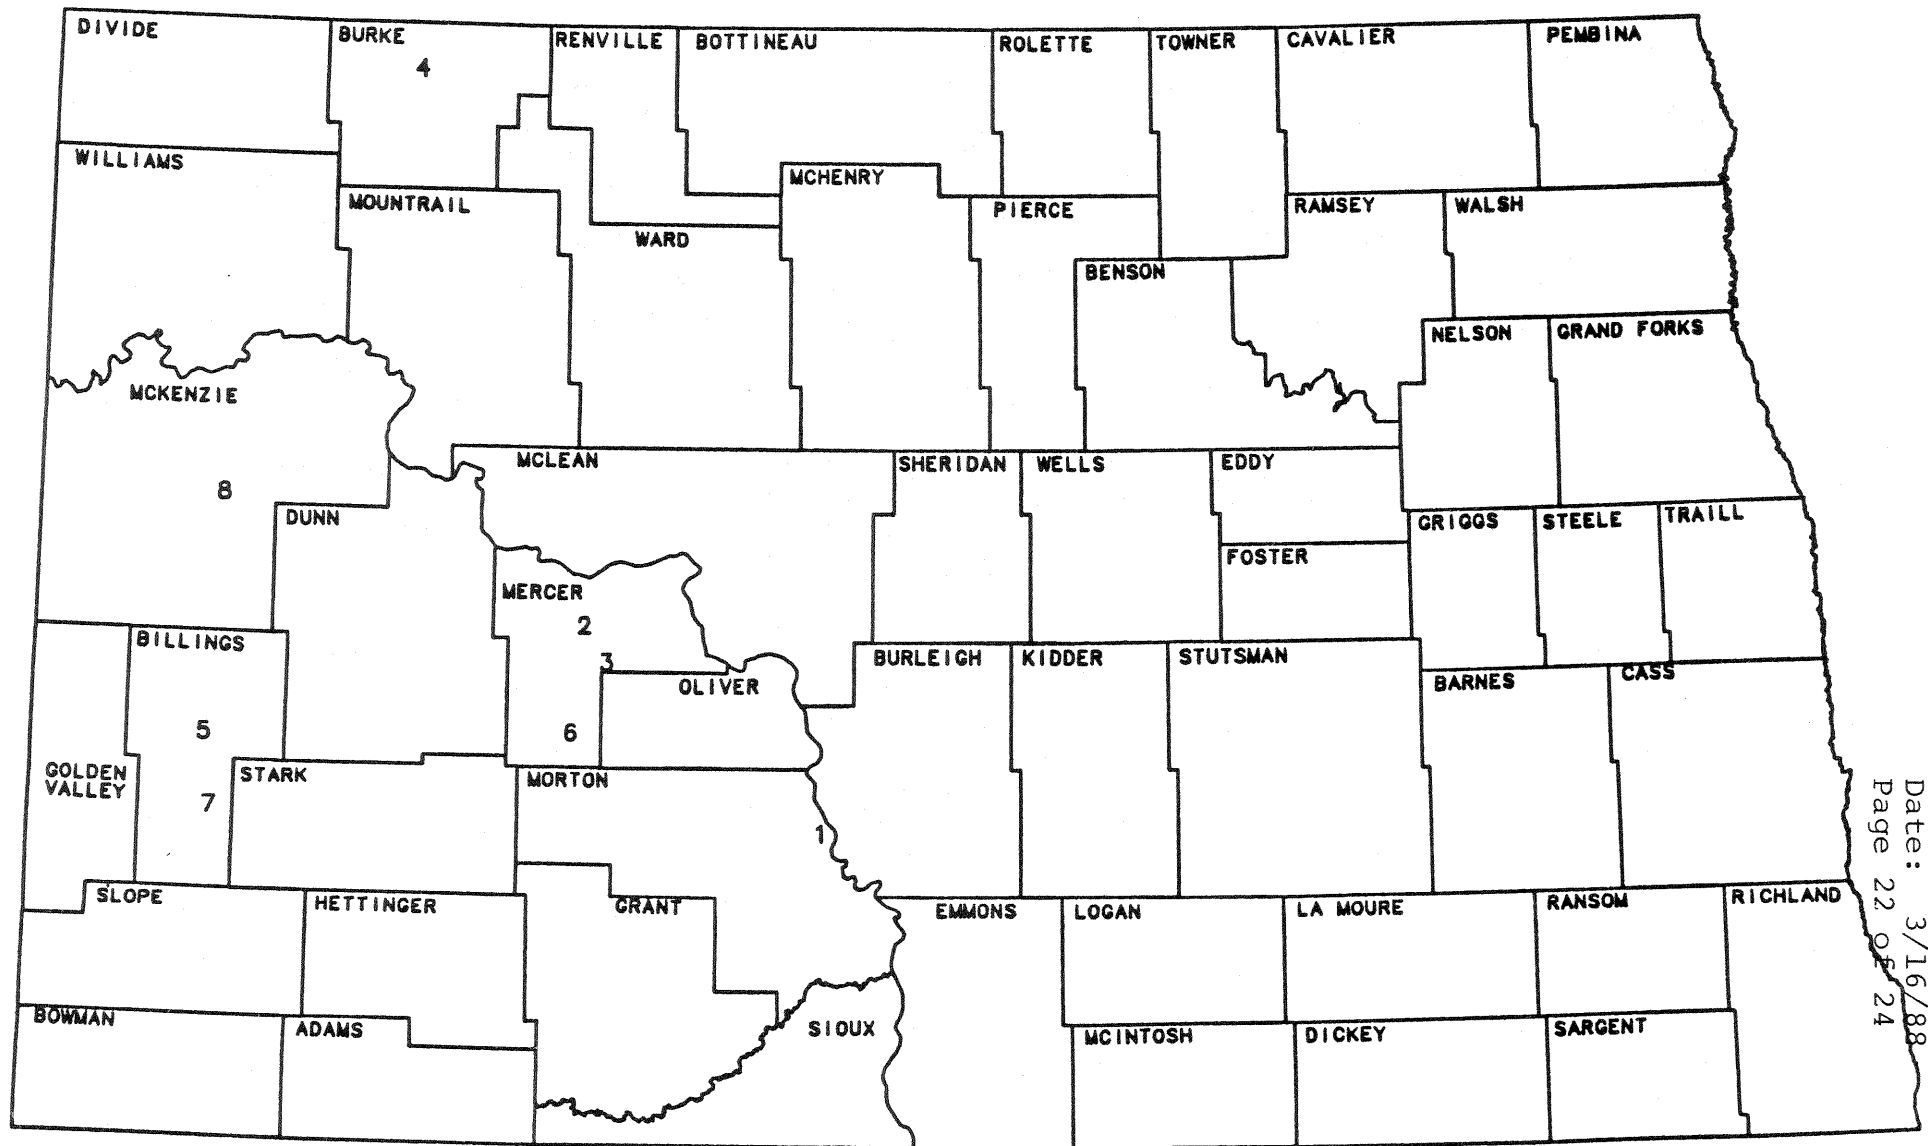 DIVIDE
BURKE
RENVILLE
BOTTINEAU
ROLETTE
TOWNER
CAVALIER
PEMBINA
4
WILLIAMS
MCHENRY
MOUNTRAIL
PIERCE
RAMSEY
WALSH
WARD
BENSON
NELSON
GRAND FORKS
MCKENZIE
MCLEAN
SHERIDAN
WELLS
EDDY
8
DUNN
GRIGGS
STEELE
TRAILL
FOSTER
MERCER
2
BILLINGS
3
BURLEIGH
KIDDER
STUTSMAN
OLIVER
BARNES
CASS
5
6
GOLDEN
VALLEY
STARK
MORTON
7
1
SLOPE
HETTINGER
GRANT
EMMONS
LOGAN
LA MOURE
RANSOM
RICHLAND
BOWMAN
ADAMS
SIOUX
MCINTOSH
DICKEY
SARGENT
Date: 3/16/88
Page 22 of 24